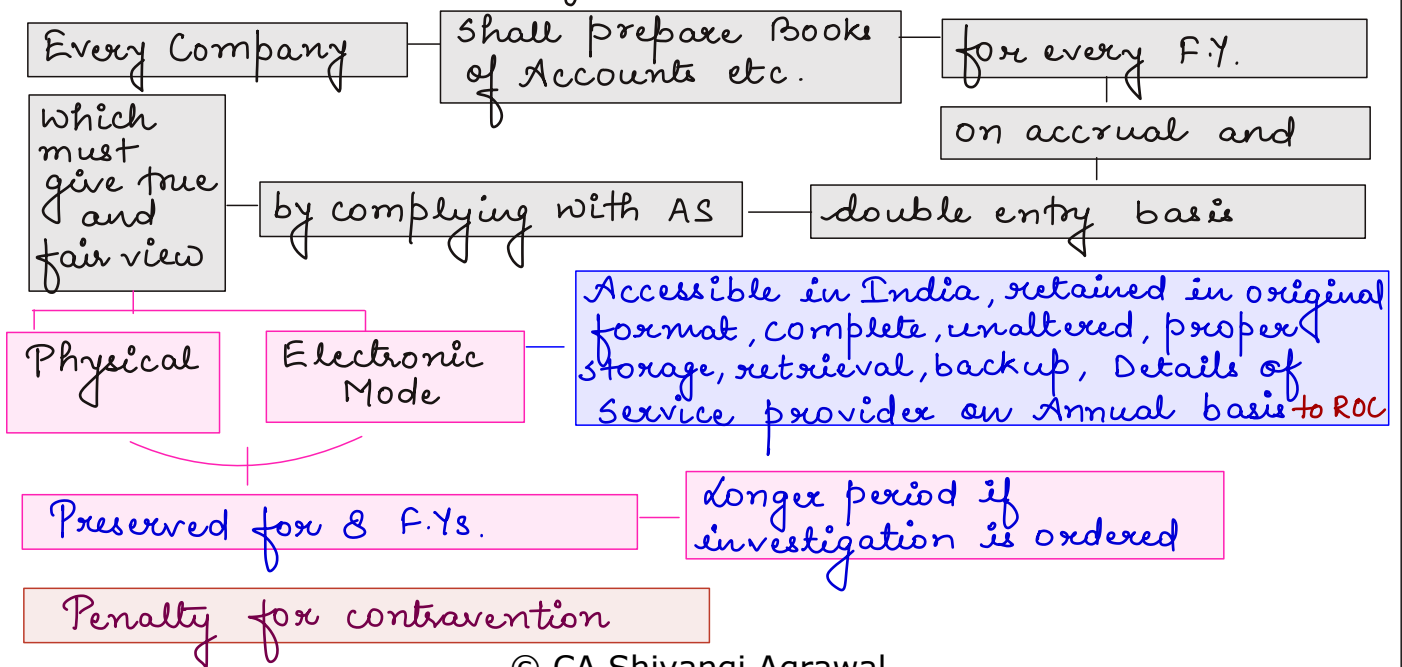 Every Company
Shall prepare Books
of Accounts etc.
for every F.Y.
on accrual and
double entry basis
by complying with AS
which
must
give true
and
fair view
Physical
Electronic
Mode
Accessible in India, retained in original
format, complete, unaltered, proper
storage, retrieval, backup, Details of
Service provider on Annual basis to ROC
Preserved for 8 F.Ys.
Longer period if
investigation is ordered
Penalty for contravention
© CA Shivangi Agrawal